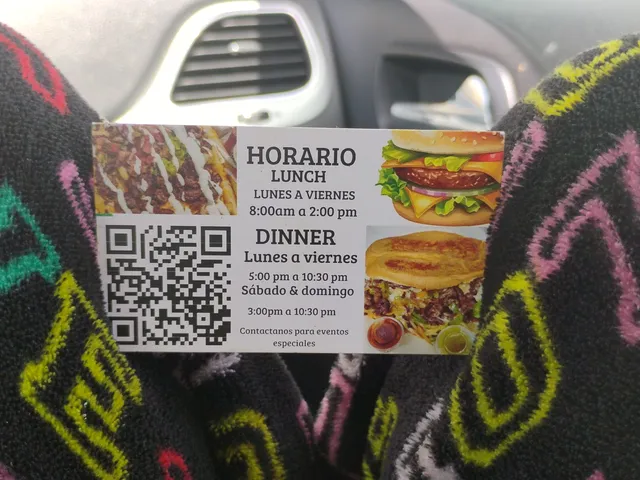 HORARIO
LUNCH
LUNES A VIERNES
8:00am a 2:00 pm
DINNER
Lunes a viernes
5:00 pm a 10:30 pm
Sábado & domingo
3:00pm a 10:30 pm
Contactanos para eventos
especiales